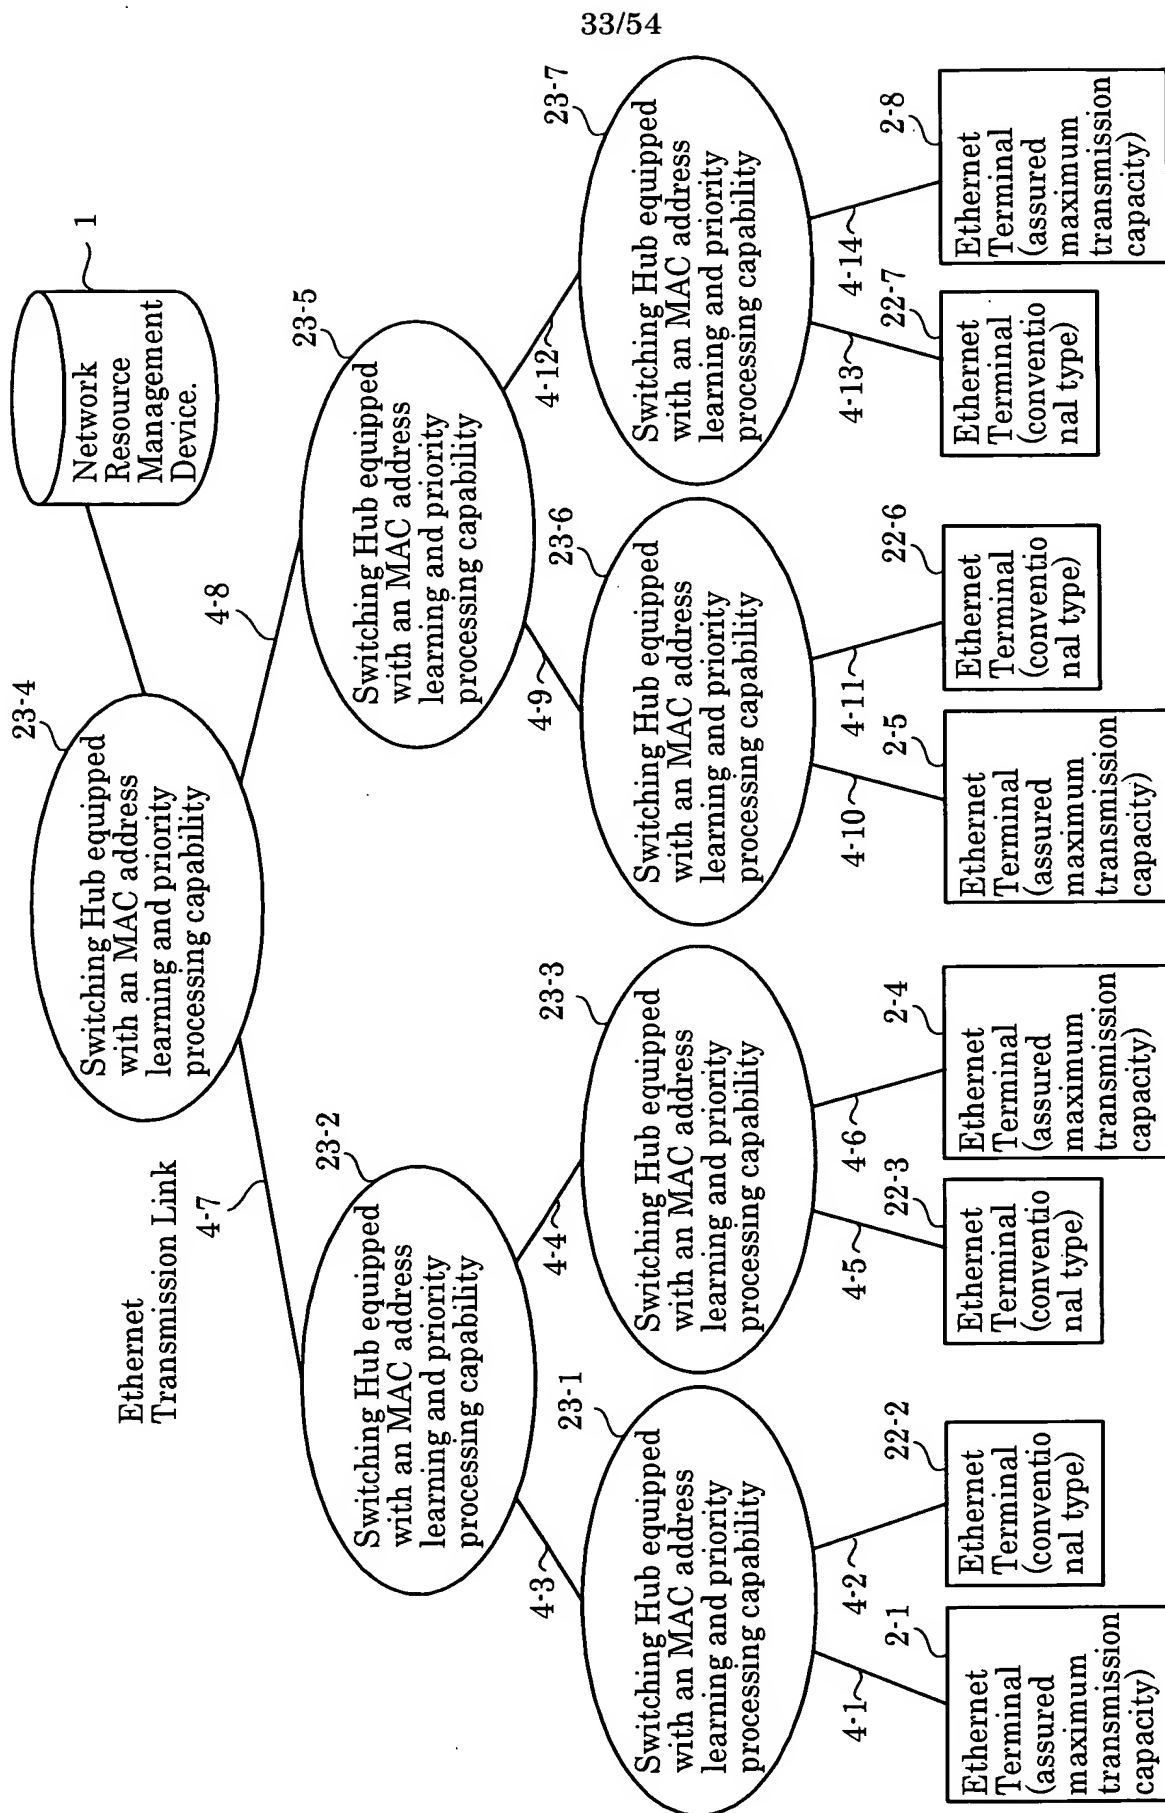 33/54
1
Network
Resource
Management
Device.
23-4
Switching Hub equipped
with an MAC address
learning and priority
processing capability
Ethernet
Transmission Link
4-7
4-8
23-2
Switching Hub equipped
with an MAC address
learning and priority
processing capability
23-5
Switching Hub equipped
with an MAC address
learning and priority
processing capability
4-3
4-4
4-9
4-12
23-1
Switching Hub equipped
with an MAC address
learning and priority
processing capability
23-3
Switching Hub equipped
with an MAC address
learning and priority
processing capability
23-6
Switching Hub equipped
with an MAC address
learning and priority
processing capability
23-7
Switching Hub equipped
with an MAC address
learning and priority
processing capability
4-1
4-2
4-5
4-6
4-10
4-11
4-13
4-14
2-1
Ethernet
Terminal
(assured
maximum
transmission
capacity)
22-2
Ethernet
Terminal
(conventio
nal type)
22-3
Ethernet
Terminal
(conventio
nal type)
2-4
Ethernet
Terminal
(assured
maximum
transmission
capacity)
2-5
Ethernet
Terminal
(assured
maximum
transmission
capacity)
22-6
Ethernet
Terminal
(conventio
nal type)
22-7
Ethernet
Terminal
(conventio
nal type)
2-8
Ethernet
Terminal
(assured
maximum
transmission
capacity)